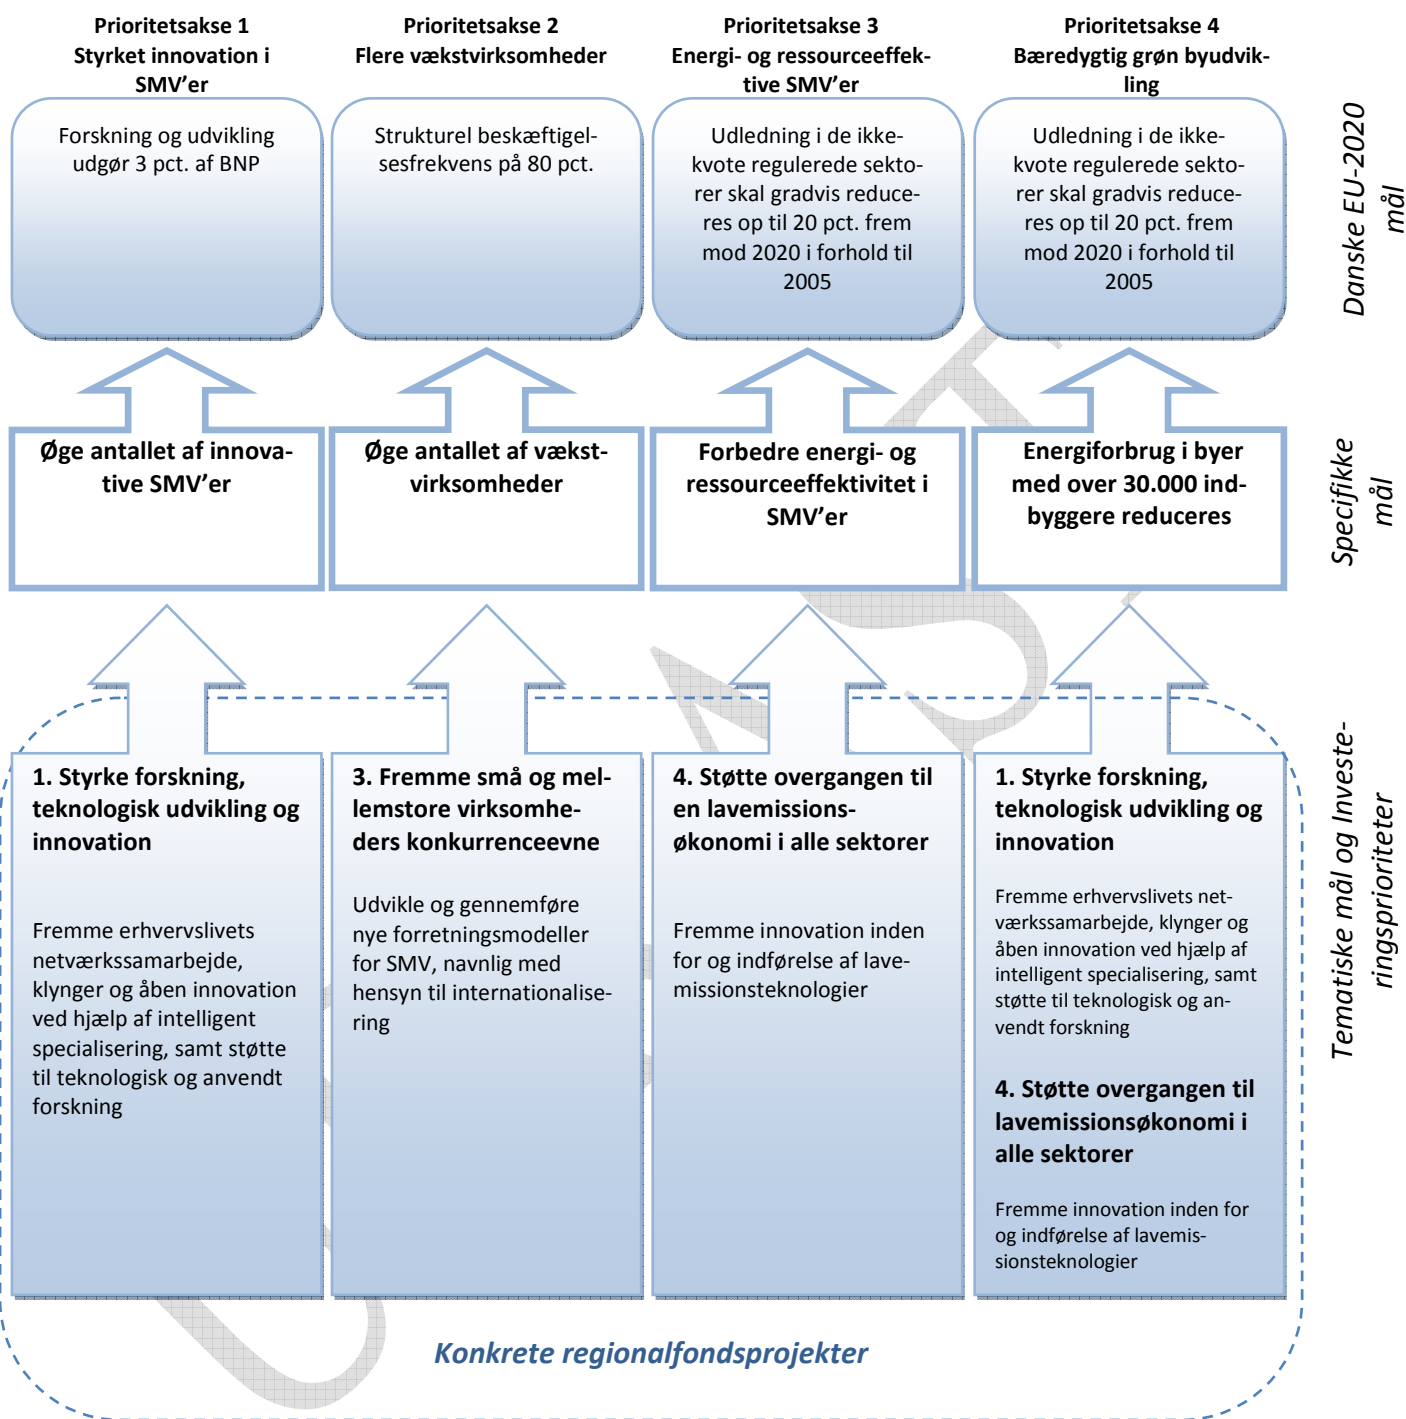 Prioritetsakse 1
Styrket innovation i
SMV’er
Prioritetsakse 2
Flere vækstvirksomheder
Prioritetsakse 3
Energi- og ressourceeffek-
tive SMV’er
Prioritetsakse 4
Bæredygtig grøn byudvik-
ling
Forskning og udvikling
udgør 3 pct. af BNP
Strukturel beskæftigel-
sesfrekvens på 80 pct.
Udledning i de ikke-
kvote regulerede sekto-
rer skal gradvis reduce-
res op til 20 pct. frem
mod 2020 i forhold til
2005
Udledning i de ikke-
kvote regulerede sekto-
rer skal gradvis reduce-
res op til 20 pct. frem
mod 2020 i forhold til
2005
Danske EU-2020
mål
Øge antallet af innova-
tive SMV’er
Øge antallet af vækst-
virksomheder
Forbedre energi- og
ressourceeffektivitet i
SMV’er
Energiforbrug i byer
med over 30.000 ind-
byggere reduceres
Specifikke
mål
1. Styrke forskning,
teknologisk udvikling og
innovation
Fremme erhvervslivets
netværkssamarbejde,
klynger og åben innovation
ved hjælp af intelligent
specialisering, samt støtte
til teknologisk og anvendt
forskning
3. Fremme små og mel-
lemstore virksomhe-
ders konkurrenceevne
Udvikle og gennemføre
nye forretningsmodeller
for SMV, navnlig med
hensyn til internationalise-
ring
4. Støtte overgangen til
en lavemissions-
økonomi i alle sektorer
Fremme innovation inden
for og indførelse af lave-
missionsteknologier
1. Styrke forskning,
teknologisk udvikling og
innovation
Fremme erhvervslivets net-
værkssamarbejde, klynger og
åben innovation ved hjælp af
intelligent specialisering, samt
støtte til teknologisk og an-
vendt forskning
4. Støtte overgangen til
lavemissionsøkonomi i
alle sektorer
Fremme innovation inden for
og indførelse af lavemis-
sionsteknologier
Tematiske mål og Investe-
ringsprioriteter
Konkrete regionalfondsprojekter